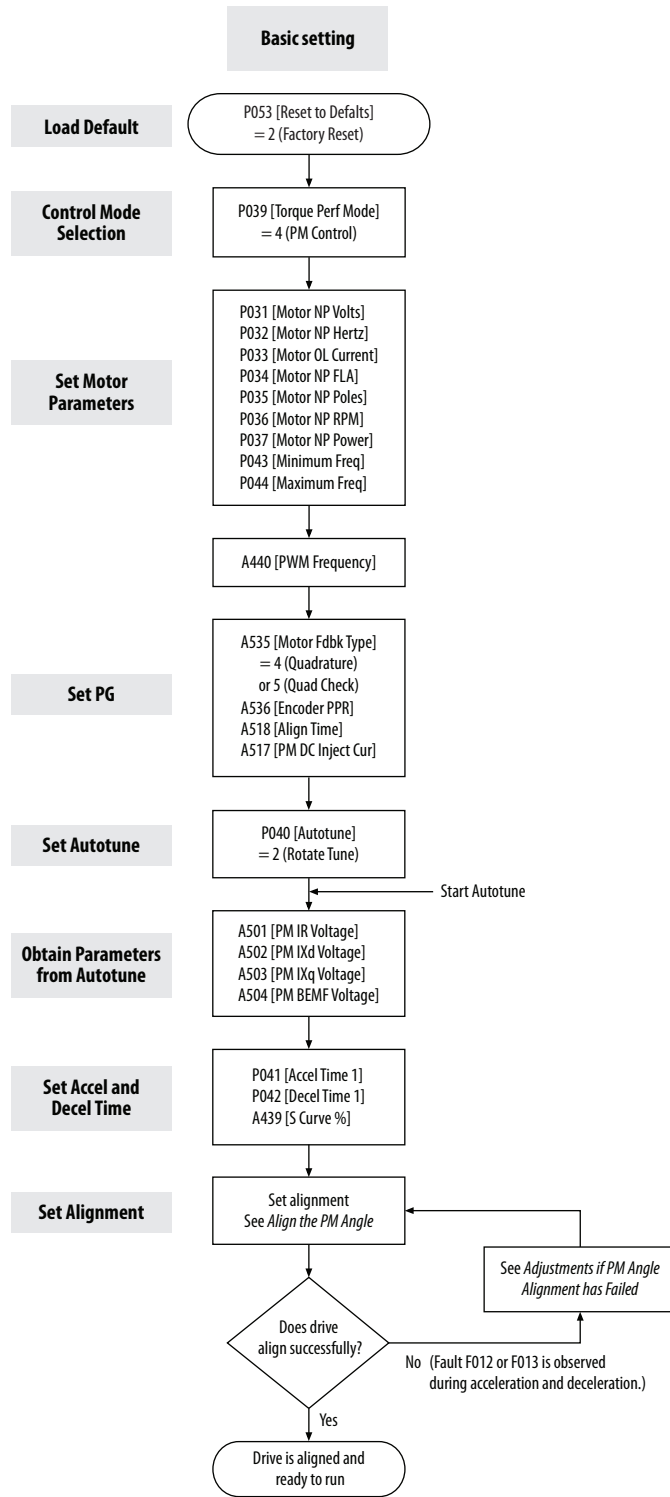 Basic setting
Load Default
P053 [Reset to Defalts]
= 2 (Factory Reset)
Control Mode
Selection
P039 [Torque Perf Mode]
= 4 (PM Control)
Set Motor
Parameters
P031 [Motor NP Volts]
P032 [Motor NP Hertz]
P033 [Motor OL Current]
P034 [Motor NP FLA]
P035 [Motor NP Poles]
P036 [Motor NP RPM]
P037 [Motor NP Power]
P043 [Minimum Freq]
P044 [Maximum Freq]
A440 [PWM Frequency]
Set PG
A535 [Motor Fdbk Type]
= 4 (Quadrature)
or 5 (Quad Check)
A536 [Encoder PPR]
A518 [Align Time]
A517 [PM DC Inject Cur]
Set Autotune
P040 [Autotune]
= 2 (Rotate Tune)
Start Autotune
Obtain Parameters
from Autotune
A501 [PM IR Voltage]
A502 [PM IXd Voltage]
A503 [PM IXq Voltage]
A504 [PM BEMF Voltage]
Set Accel and
Decel Time
P041 [Accel Time 1]
P042 [Decel Time 1]
A439 [S Curve %]
Set Alignment
Set alignment
See Align the PM Angle
See Adjustments if PM Angle
Alignment has Failed
Does drive
align successfully?
No (Fault F012 or F013 is observed
during acceleration and deceleration.)
Yes
Drive is aligned and
ready to run